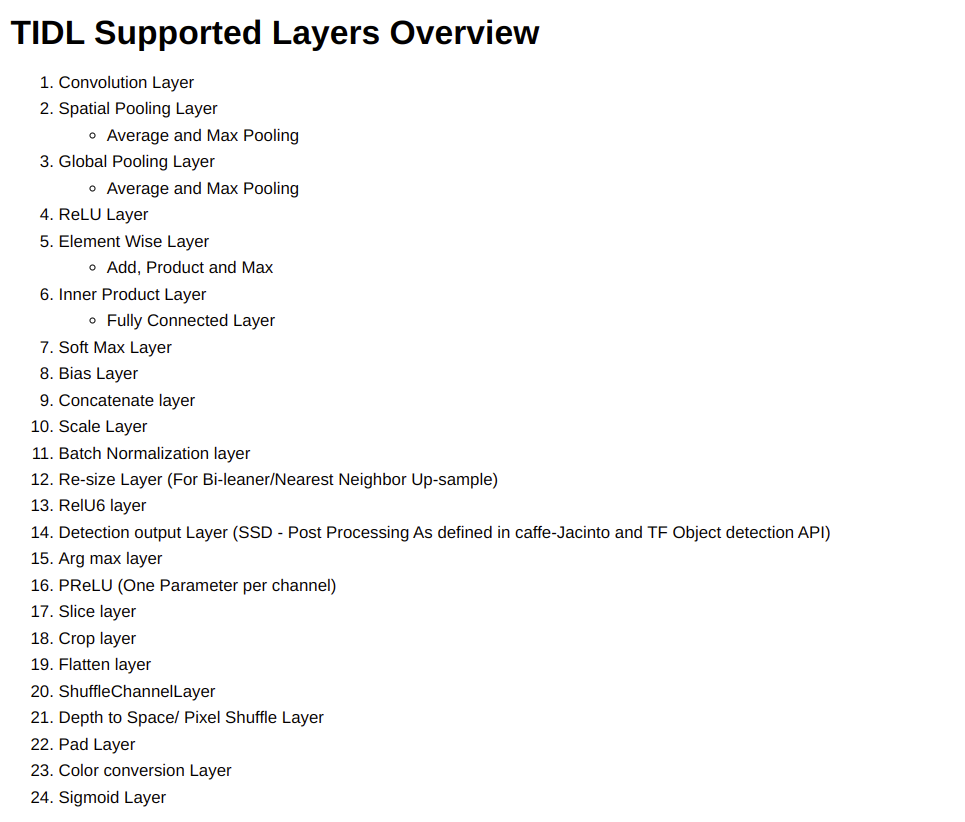 TIDL Supported Layers Overview
1. Convolution Layer
2. Spatial Pooling Layer
◦ Average and Max Pooling
3. Global Pooling Layer
◦ Average and Max Pooling
4. ReLU Layer
5. Element Wise Layer
◦ Add, Product and Max
6. Inner Product Layer
◦ Fully Connected Layer
7. Soft Max Layer
8. Bias Layer
9. Concatenate layer
10. Scale Layer
11. Batch Normalization layer
12. Re-size Layer (For Bi-leaner/Nearest Neighbor Up-sample)
13. RelU6 layer
14. Detection output Layer (SSD - Post Processing As defined in caffe-Jacinto and TF Object detection API)
15. Arg max layer
16. PReLU (One Parameter per channel)
17. Slice layer
18. Crop layer
19. Flatten layer
20. ShuffleChannelLayer
21. Depth to Space/ Pixel Shuffle Layer
22. Pad Layer
23. Color conversion Layer
24. Sigmoid Layer